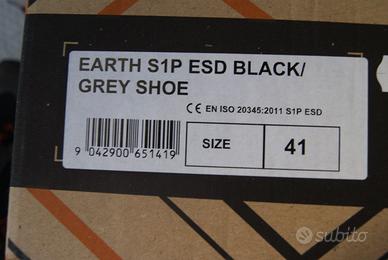 EARTH S1P ESD BLACK/
GREY SHOE
CE EN ISO 20345:2011 S1P ESD
9 042900 651419
SIZE 41
subito